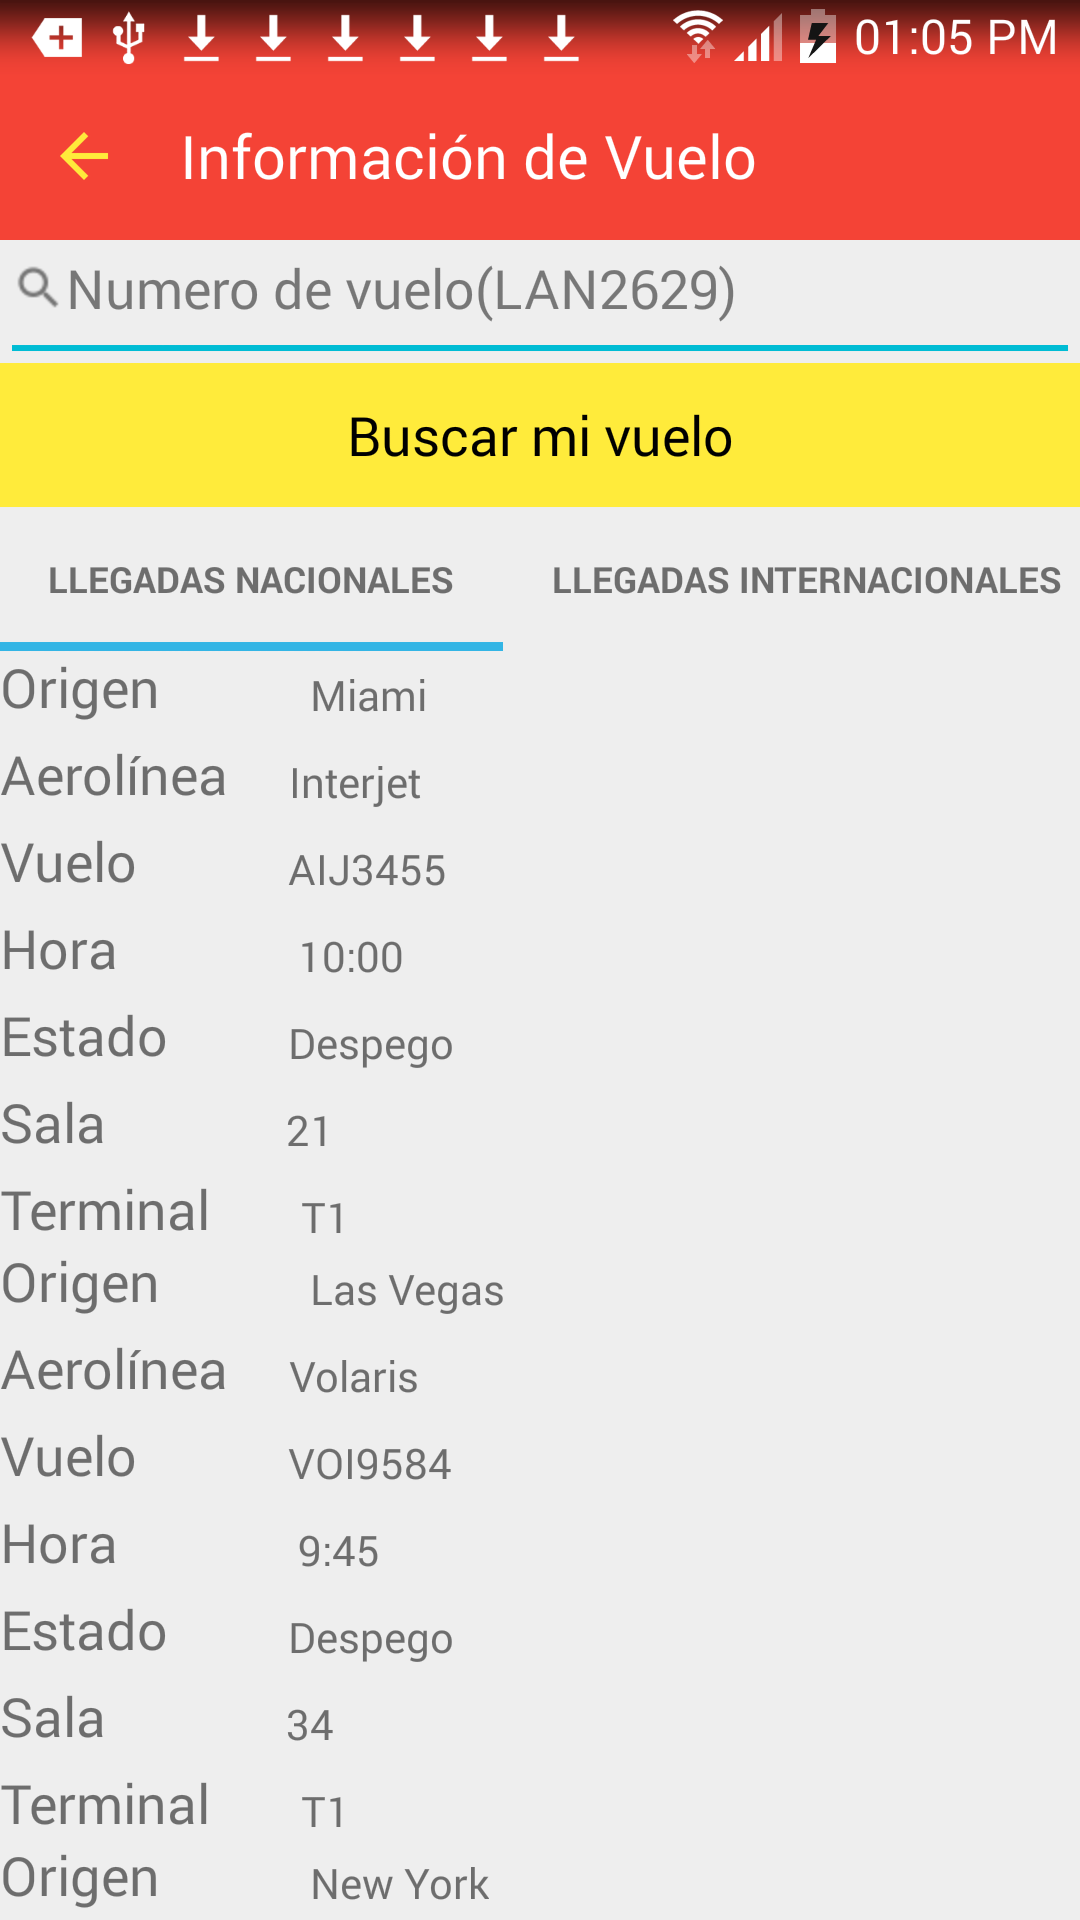 01:05 PM
Información de Vuelo
Numero de vuelo(LAN2629)
Buscar mi vuelo
LLEGADAS NACIONALES LLEGADAS INTERNACIONALES
Origen Miami
Aerolínea Interjet
Vuelo AIJ3455
Hora 10:00
Estado Despego
Sala 21
Terminal T1
Origen Las Vegas
Aerolínea Volaris
Vuelo VOI9584
Hora 9:45
Estado Despego
Sala 34
Terminal T1
Origen New York